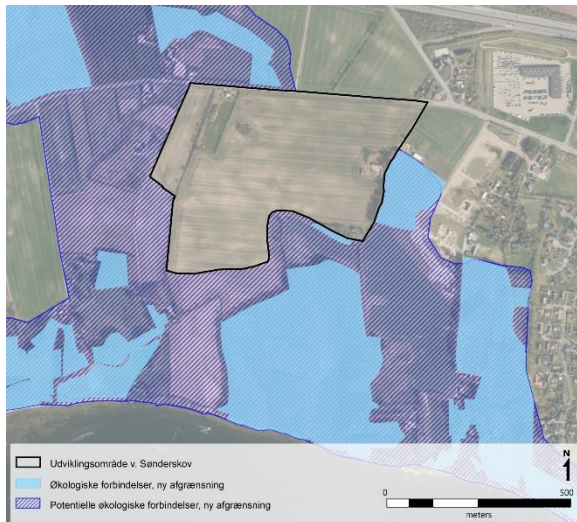 Udviklingsområde v. Sønderskov
Økologiske forbindelser, ny afgrænsning
Potentielle økologiske forbindelser, ny afgrænsning
N
0 500
meters